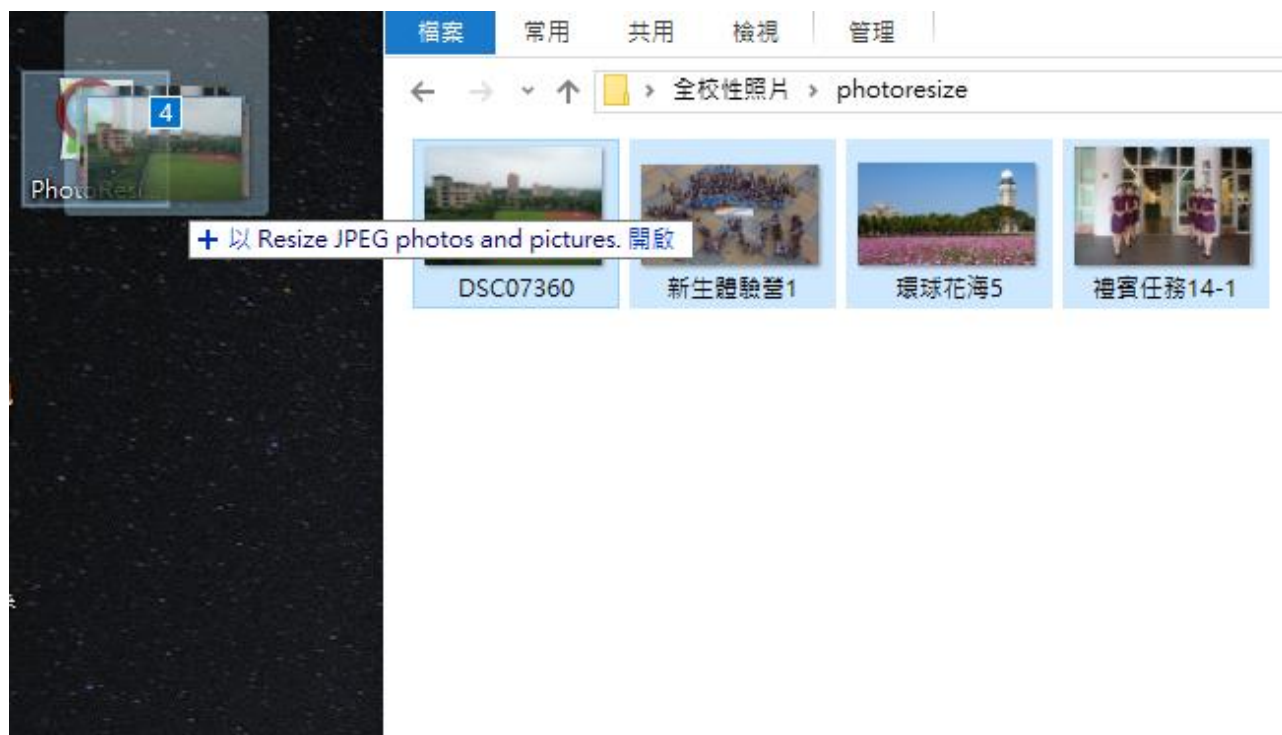 檔案 常用 共用 檢視 管理
全校性照片 › photoresize
4
PhotoResi...
+ 以 Resize JPEG photos and pictures. 開啟
DSC07360 新生體驗營1 環球花海5 禮賓任務14-1